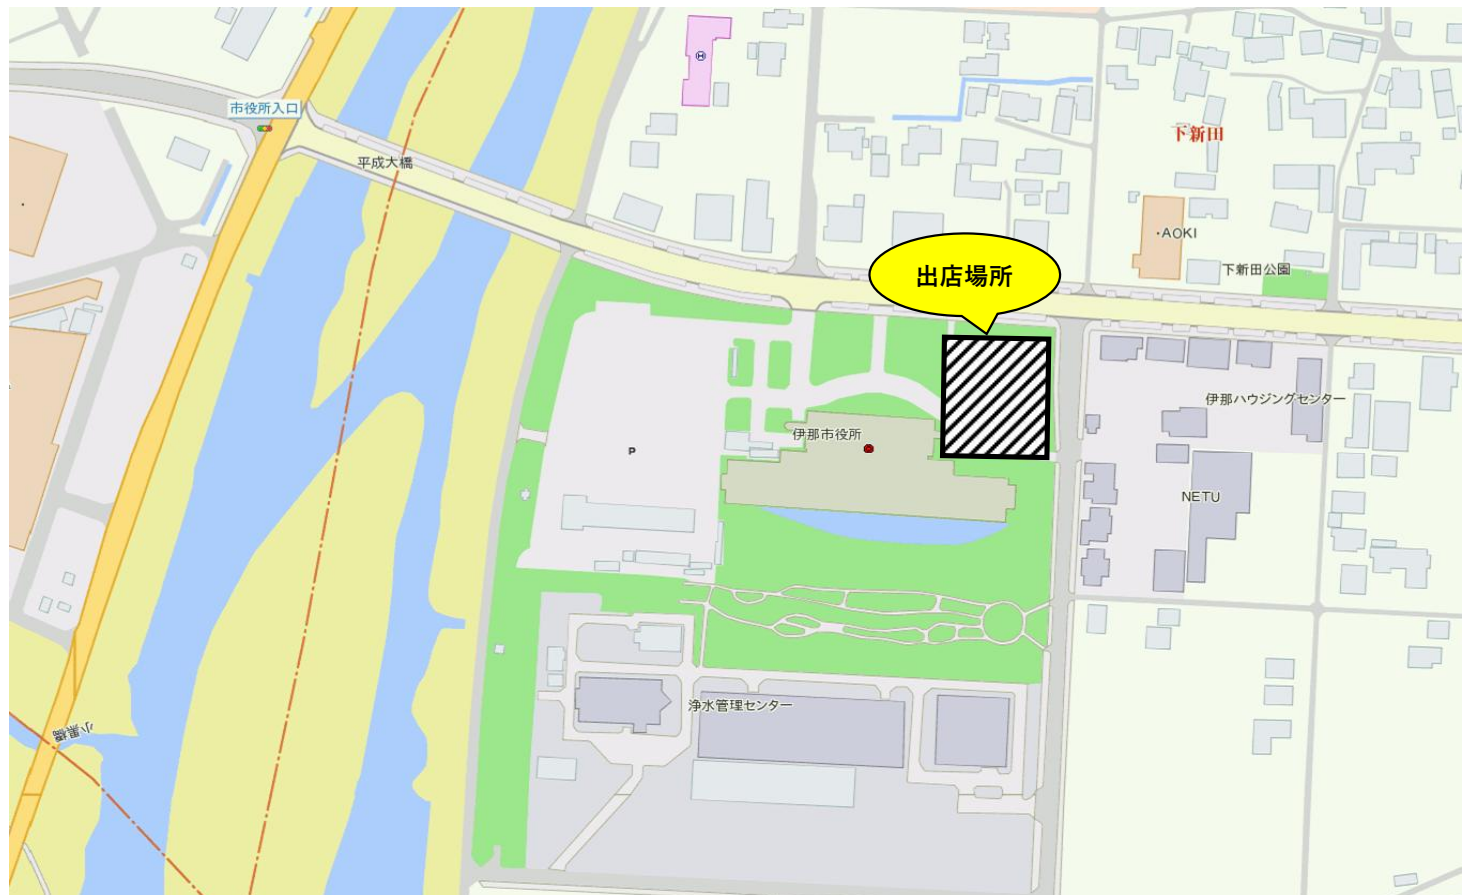 市役所入口
平成大橋
下新田
・AOKI
下新田公園
出店場所
伊那ハウジングセンター
伊那市役所
P
NETU
浄水管理センター
小黒橋